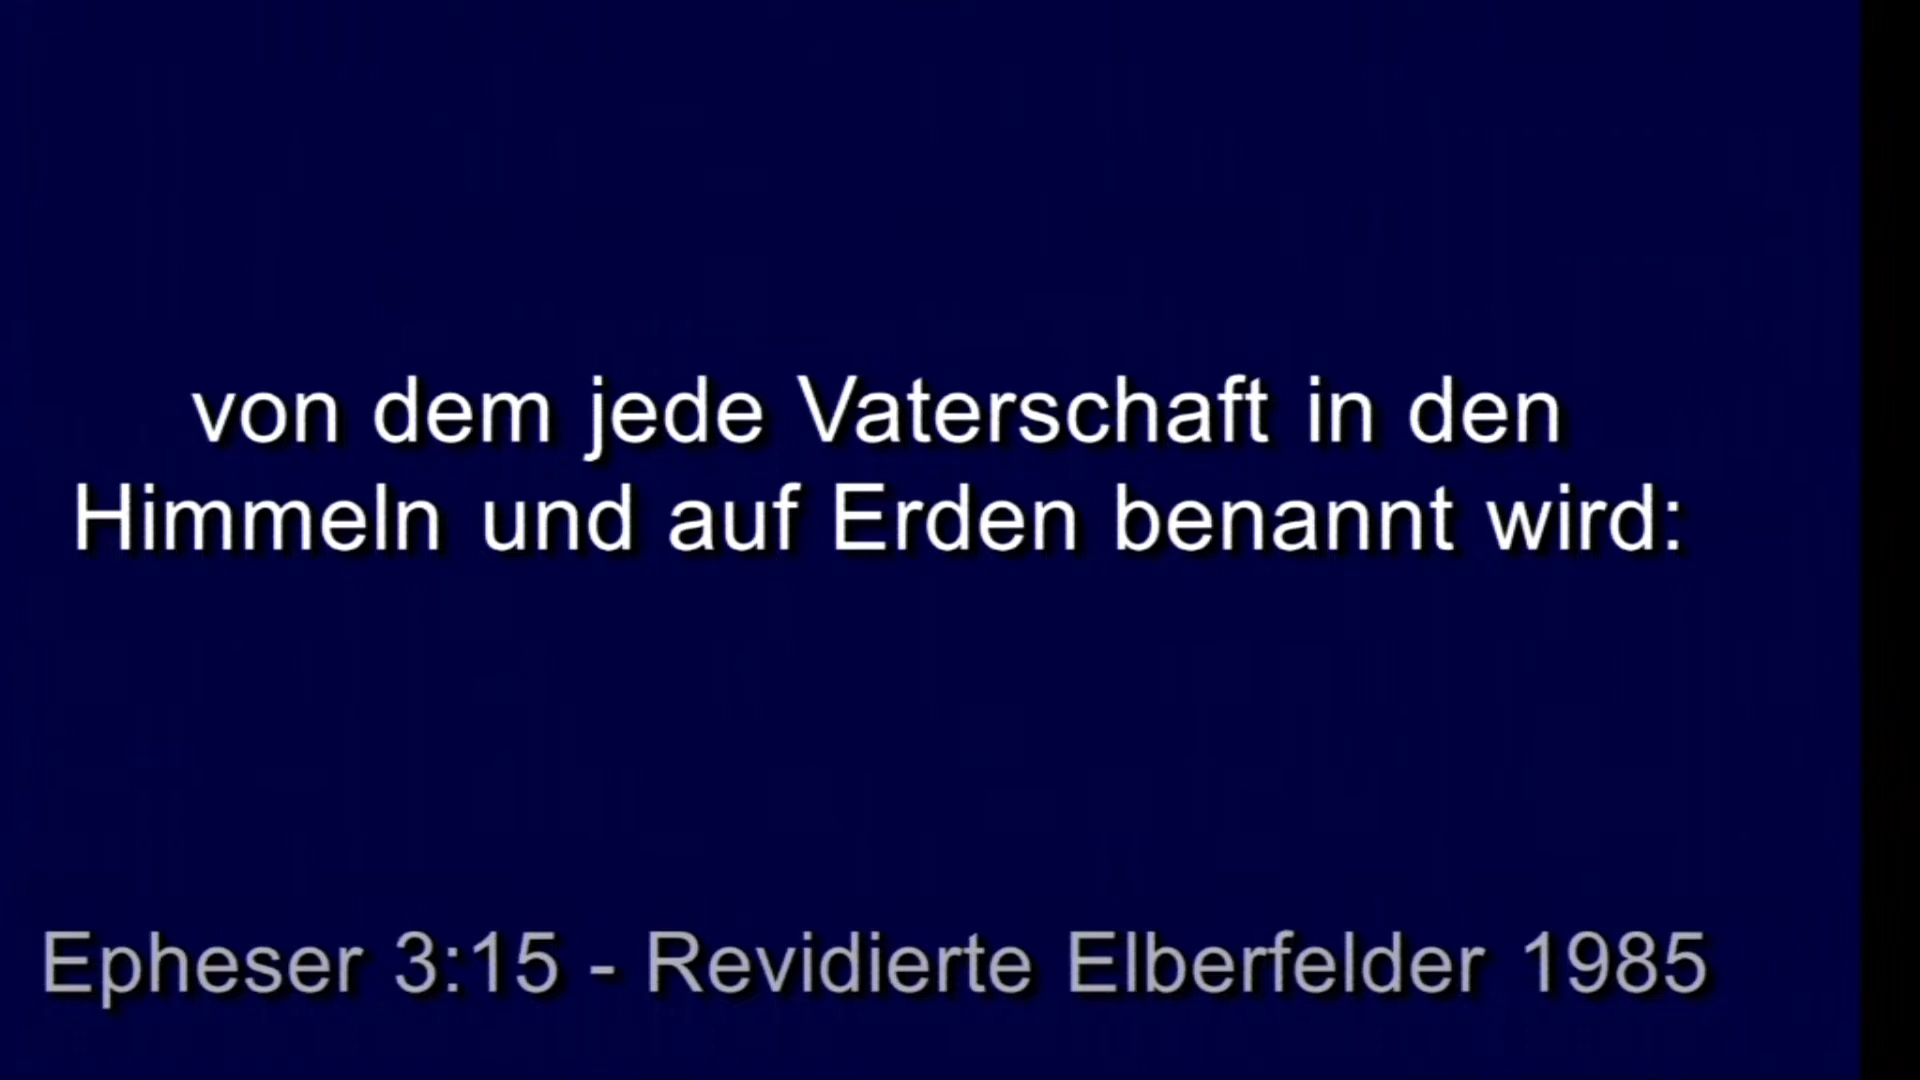 von dem jede Vaterschaft in den
Himmeln und auf Erden benannt wird:
Epheser 3:15 - Revidierte Elberfelder 1985